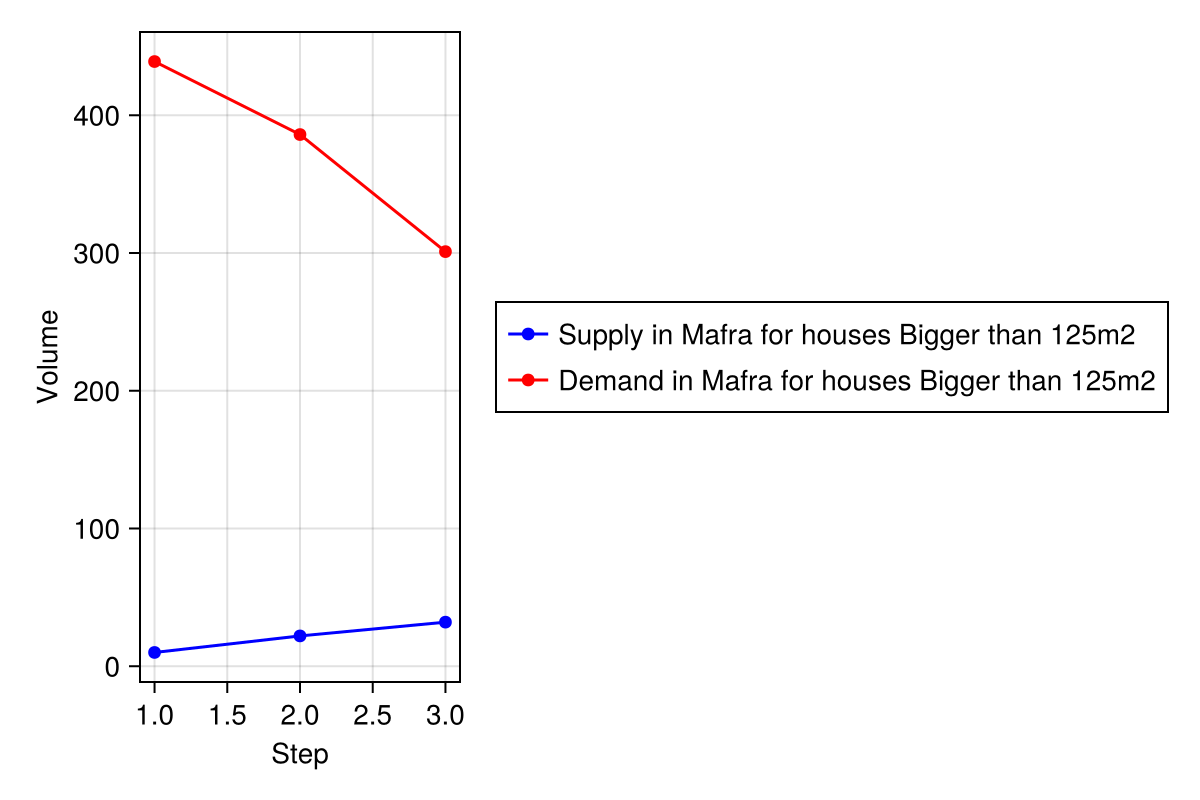 400
300
200
100
0
Volume
1.0 1.5 2.0 2.5 3.0
Step
Supply in Mafra for houses Bigger than 125m2
Demand in Mafra for houses Bigger than 125m2